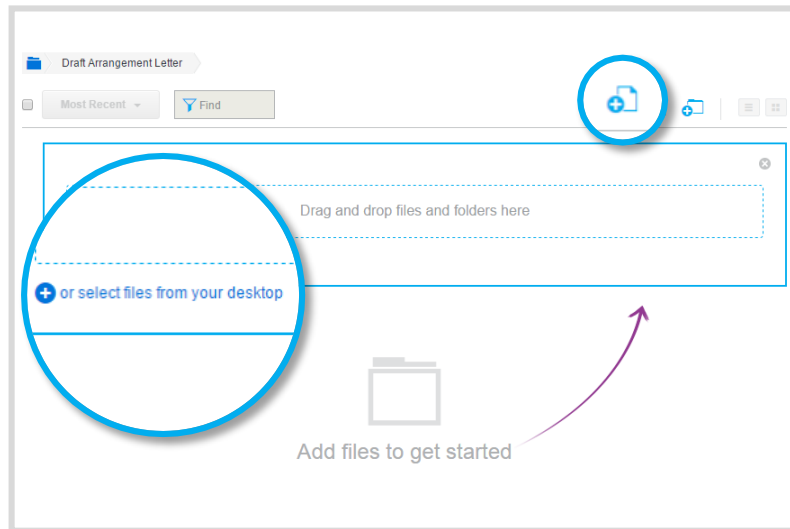 Draft Arrangement Letter
Most Recent
Find
Drag and drop files and folders here
or select files from your desktop
Add files to get started